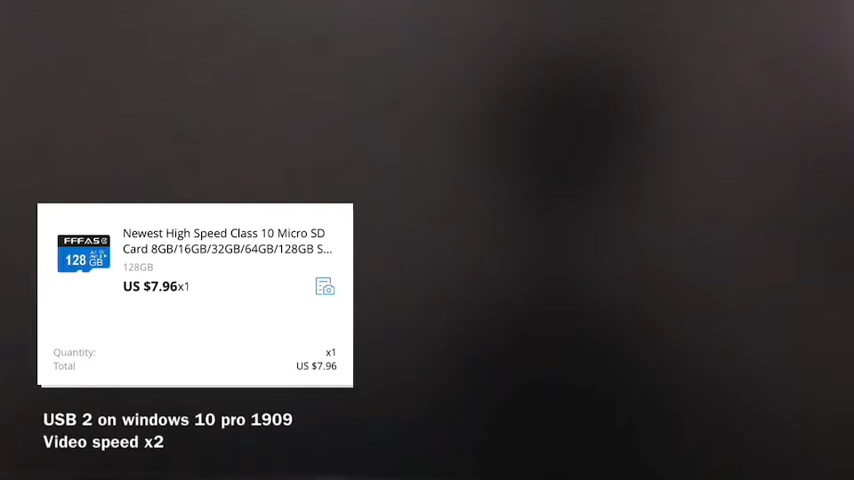 FFFAS
128 GB
Newest High Speed Class 10 Micro SD
Card 8GB/16GB/32GB/64GB/128GB S...
128GB
US $7.96x1
Quantity: x1
Total US $7.96
USB 2 on windows 10 pro 1909
Video speed x2